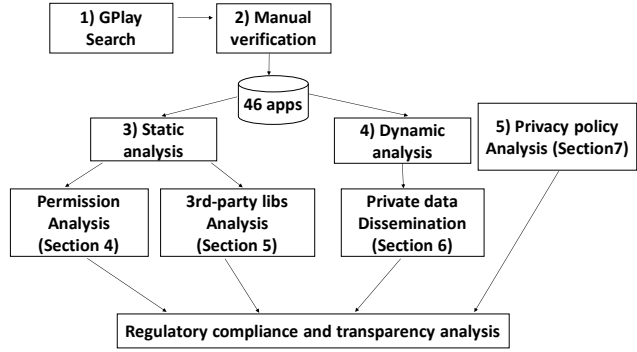 1) GPlay
Search
2) Manual
verification
46 apps
3) Static
analysis
4) Dynamic
analysis
5) Privacy policy
Analysis (Section7)
Permission
Analysis
(Section 4)
3rd-party libs
Analysis
(Section 5)
Private data
Dissemination
(Section 6)
Regulatory compliance and transparency analysis